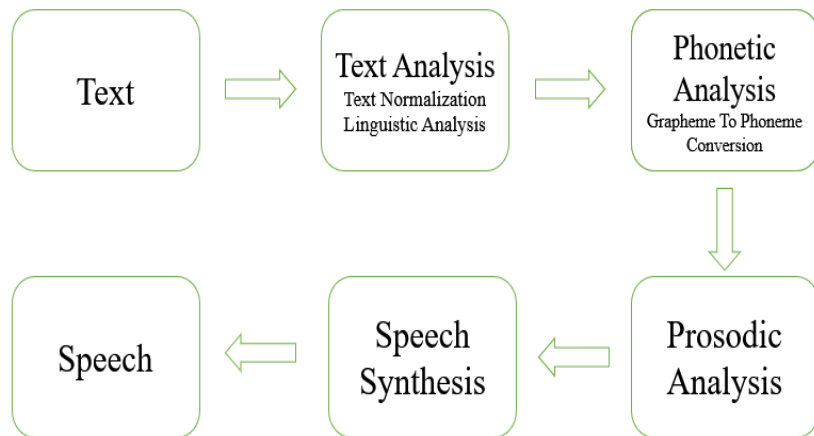 Text
Text Analysis
Text Normalization
Linguistic Analysis
Phonetic
Analysis
Grapheme To Phoneme
Conversion
Prosodic
Analysis
Speech
Synthesis
Speech